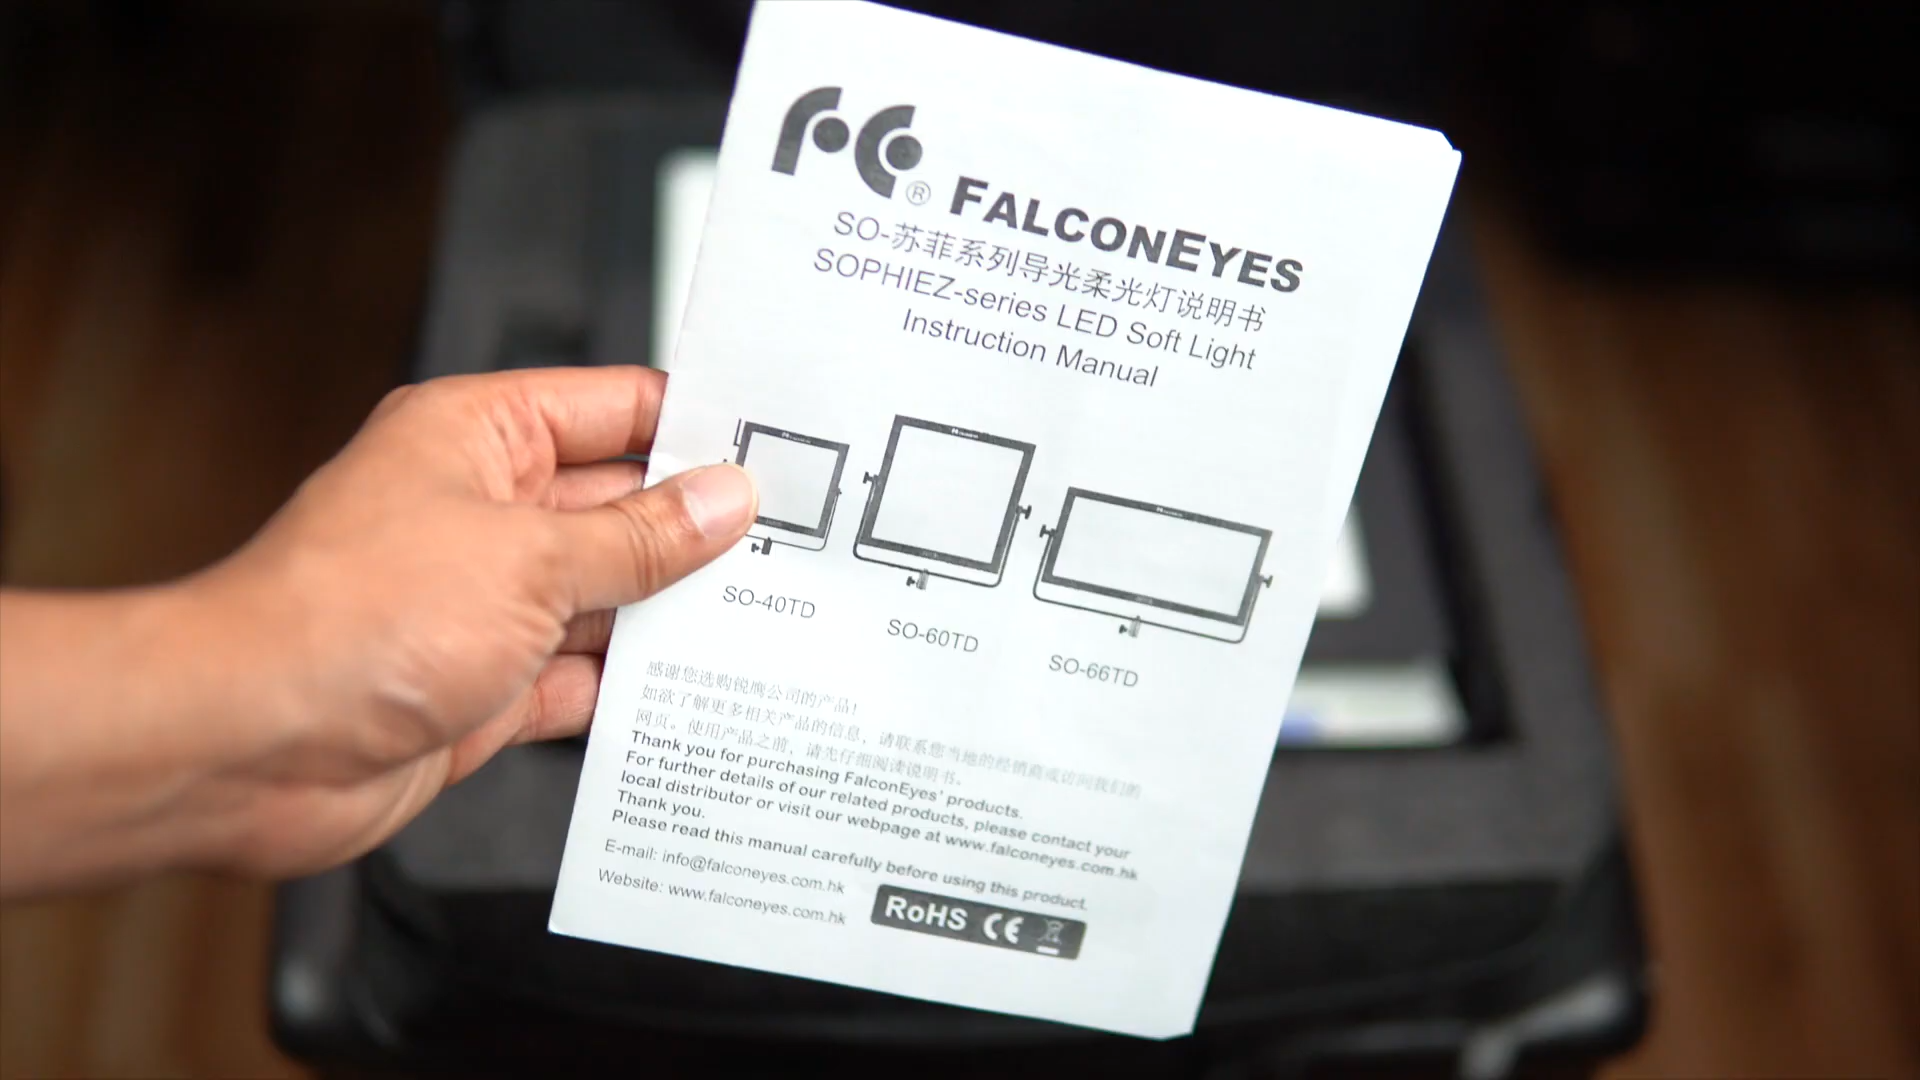 FC®
FALCONEYES
SO-苏菲系列导光柔光灯说明书
SOPHIEZ-series LED Soft Light
Instruction Manual
SO-40TD
SO-60TD
SO-66TD
感谢您选购锐鹰公司的产品!
如欲了解更多相关产品的信息，请联系您当地的经销商或访问我们的
网页。使用产品之前，请先仔细阅读说明书。
Thank you for purchasing FalconEyes' products.
For further details of our related products, please contact your
local distributor or visit our webpage at www.falconeyes.com.hk
Thank you.
Please read this manual carefully before using this product.
E-mail: info@falconeyes.com.hk
Website: www.falconeyes.com.hk
RoHS CE